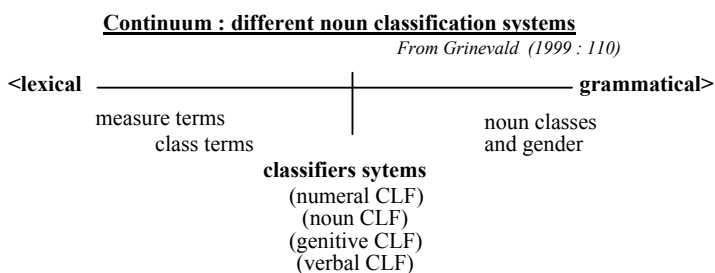 Continuum : different noun classification systems
From Grinevald (1999 : 110)
<lexical grammatical>
measure terms noun classes
class terms and gender
classifiers sytems
(numeral CLF)
(noun CLF)
(genitive CLF)
(verbal CLF)